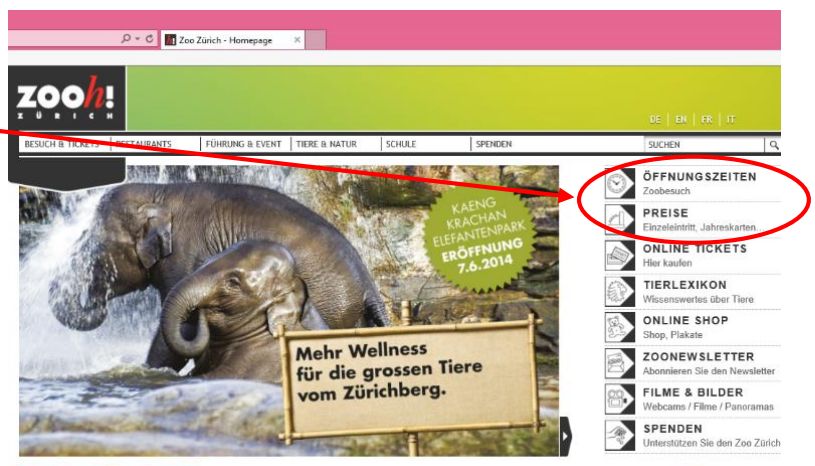 Zoo Zürich - Homepage
zooh!
ZÜRICH
DE | EN | FR | IT
BESUCH & TICKETS RESTAURANTS FÜHRUNG & EVENT TIERE & NATUR SCHULE SPENDEN SUCHEN
KAENG
KRACHAN
ELEFANTENPARK
ERÖFFNUNG
7.6.2014
Mehr Wellness
für die grossen Tiere
vom Zürichberg.
ÖFFNUNGSZEITEN
Zoobesuch
PREISE
Einzeleintritt, Jahreskarten...
ONLINE TICKETS
Hier kaufen
TIERLEXIKON
Wissenswertes über Tiere
ONLINE SHOP
Shop, Plakate
ZOONEWSLETTER
Abonnieren Sie den Newsletter
FILME & BILDER
Webcams / Filme / Panoramas
SPENDEN
Unterstützen Sie den Zoo Zürich